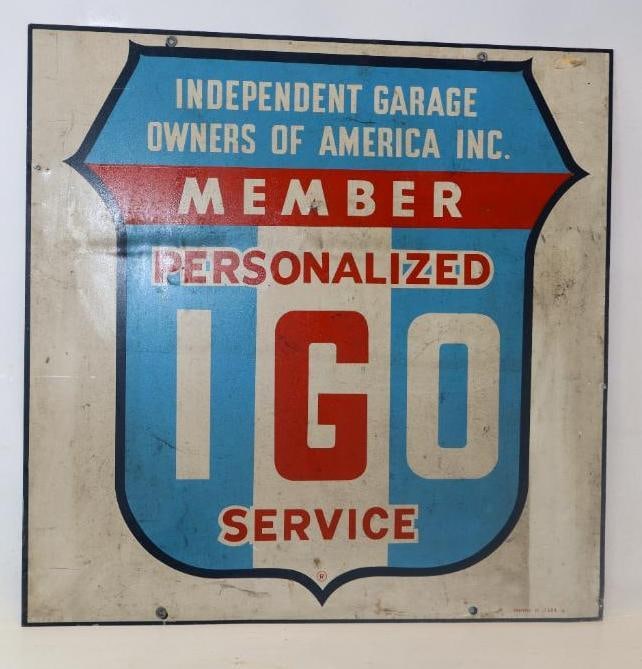 INDEPENDENT GARAGE
OWNERS OF AMERICA INC.
MEMBER
PERSONALIZED
IGO
SERVICE
®